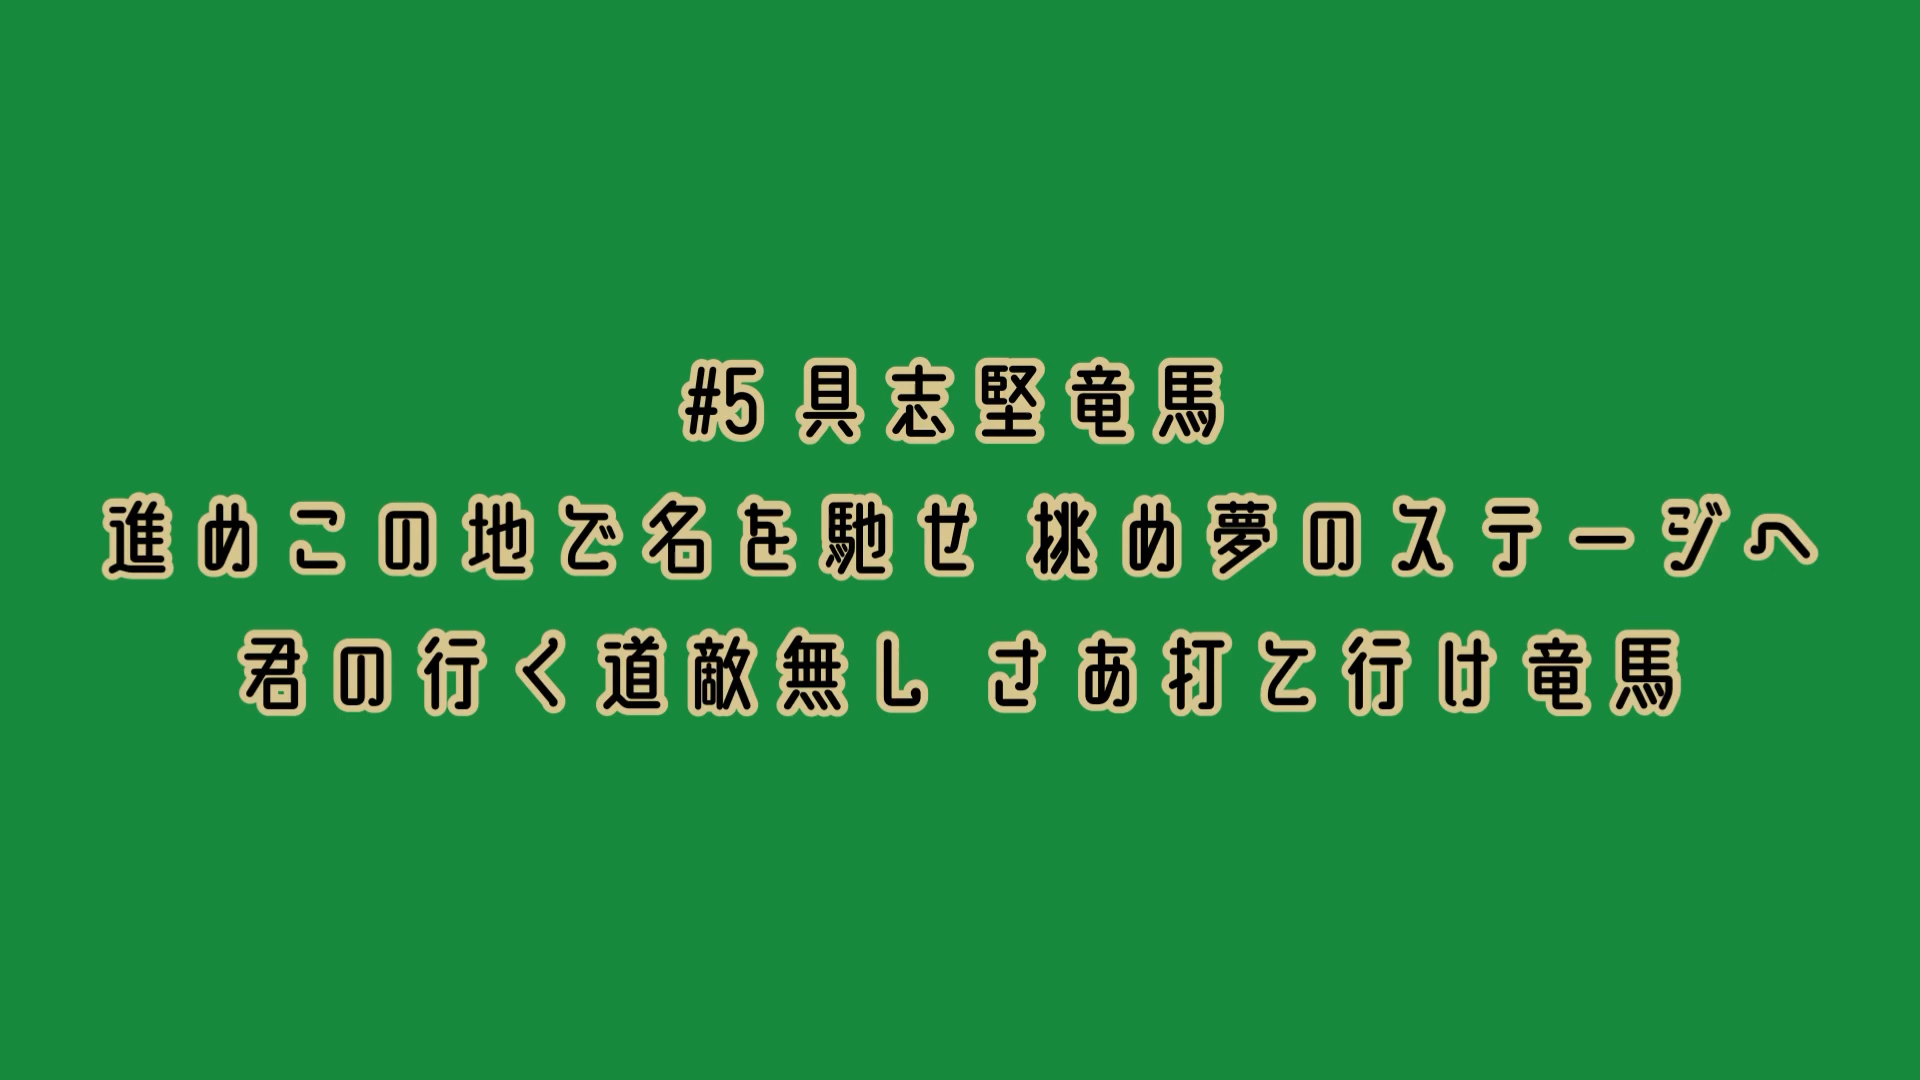 #5 具志堅竜馬
進めこの地で名を馳せ 挑め夢のステージへ
君の行く道敵無し さあ打と行け竜馬